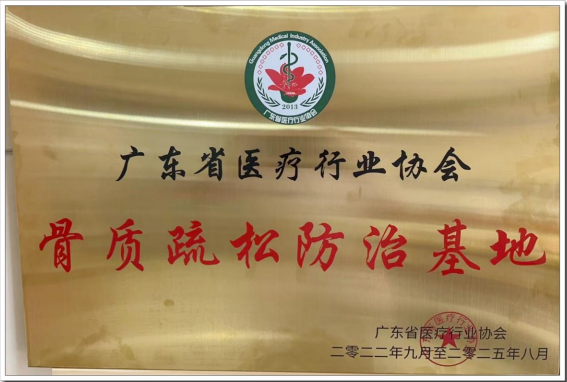 Guangdong Medical Industry Association
2013
广东省医疗行业协会
广东省医疗行业协会
骨质疏松防治基地
广东省医疗行业协会
二零二二年九月至二零二五年八月